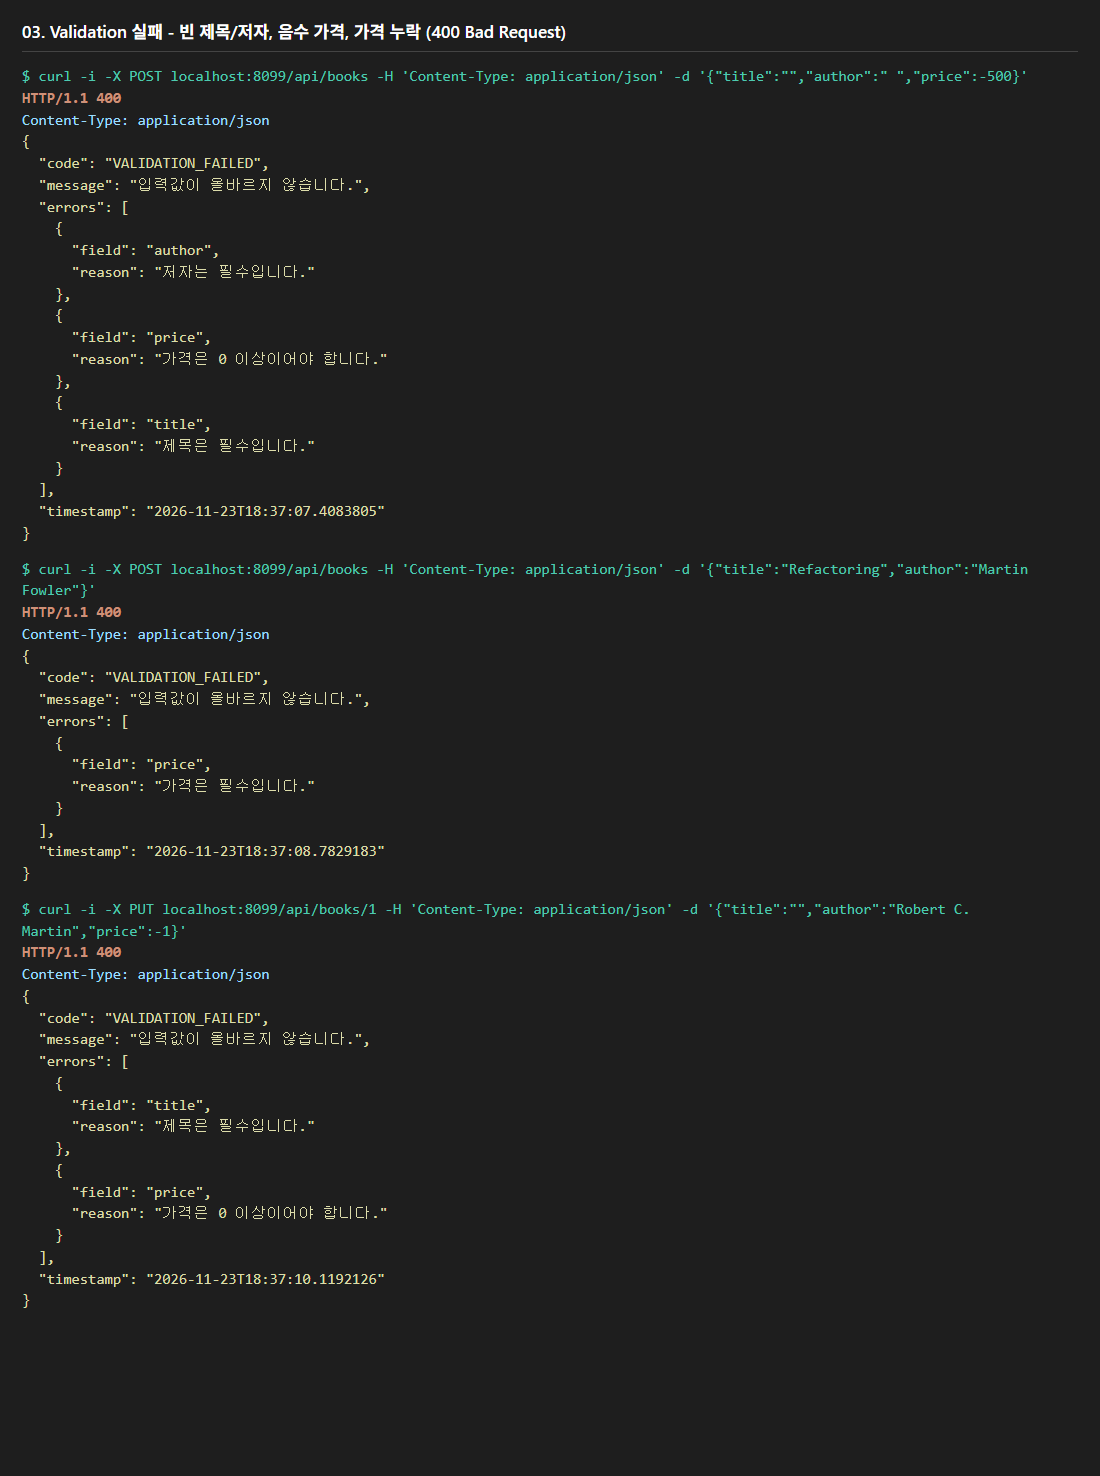 03. Validation 실패 - 빈 제목/저자, 음수 가격, 가격 누락 (400 Bad Request)
$ curl -i -X POST localhost:8099/api/books -H 'Content-Type: application/json' -d '{"title":"","author":" ","price":-500}'
HTTP/1.1 400
Content-Type: application/json
{
  "code": "VALIDATION_FAILED",
  "message": "입력값이 올바르지 않습니다.",
  "errors": [
    {
      "field": "author",
      "reason": "저자는 필수입니다."
    },
    {
      "field": "price",
      "reason": "가격은 0 이상이어야 합니다."
    },
    {
      "field": "title",
      "reason": "제목은 필수입니다."
    }
  ],
  "timestamp": "2026-11-23T18:37:07.4083805"
}
$ curl -i -X POST localhost:8099/api/books -H 'Content-Type: application/json' -d '{"title":"Refactoring","author":"Martin
Fowler"}'
HTTP/1.1 400
Content-Type: application/json
{
  "code": "VALIDATION_FAILED",
  "message": "입력값이 올바르지 않습니다.",
  "errors": [
    {
      "field": "price",
      "reason": "가격은 필수입니다."
    }
  ],
  "timestamp": "2026-11-23T18:37:08.7829183"
}
$ curl -i -X PUT localhost:8099/api/books/1 -H 'Content-Type: application/json' -d '{"title":"","author":"Robert C.
Martin","price":-1}'
HTTP/1.1 400
Content-Type: application/json
{
  "code": "VALIDATION_FAILED",
  "message": "입력값이 올바르지 않습니다.",
  "errors": [
    {
      "field": "title",
      "reason": "제목은 필수입니다."
    },
    {
      "field": "price",
      "reason": "가격은 0 이상이어야 합니다."
    }
  ],
  "timestamp": "2026-11-23T18:37:10.1192126"
}